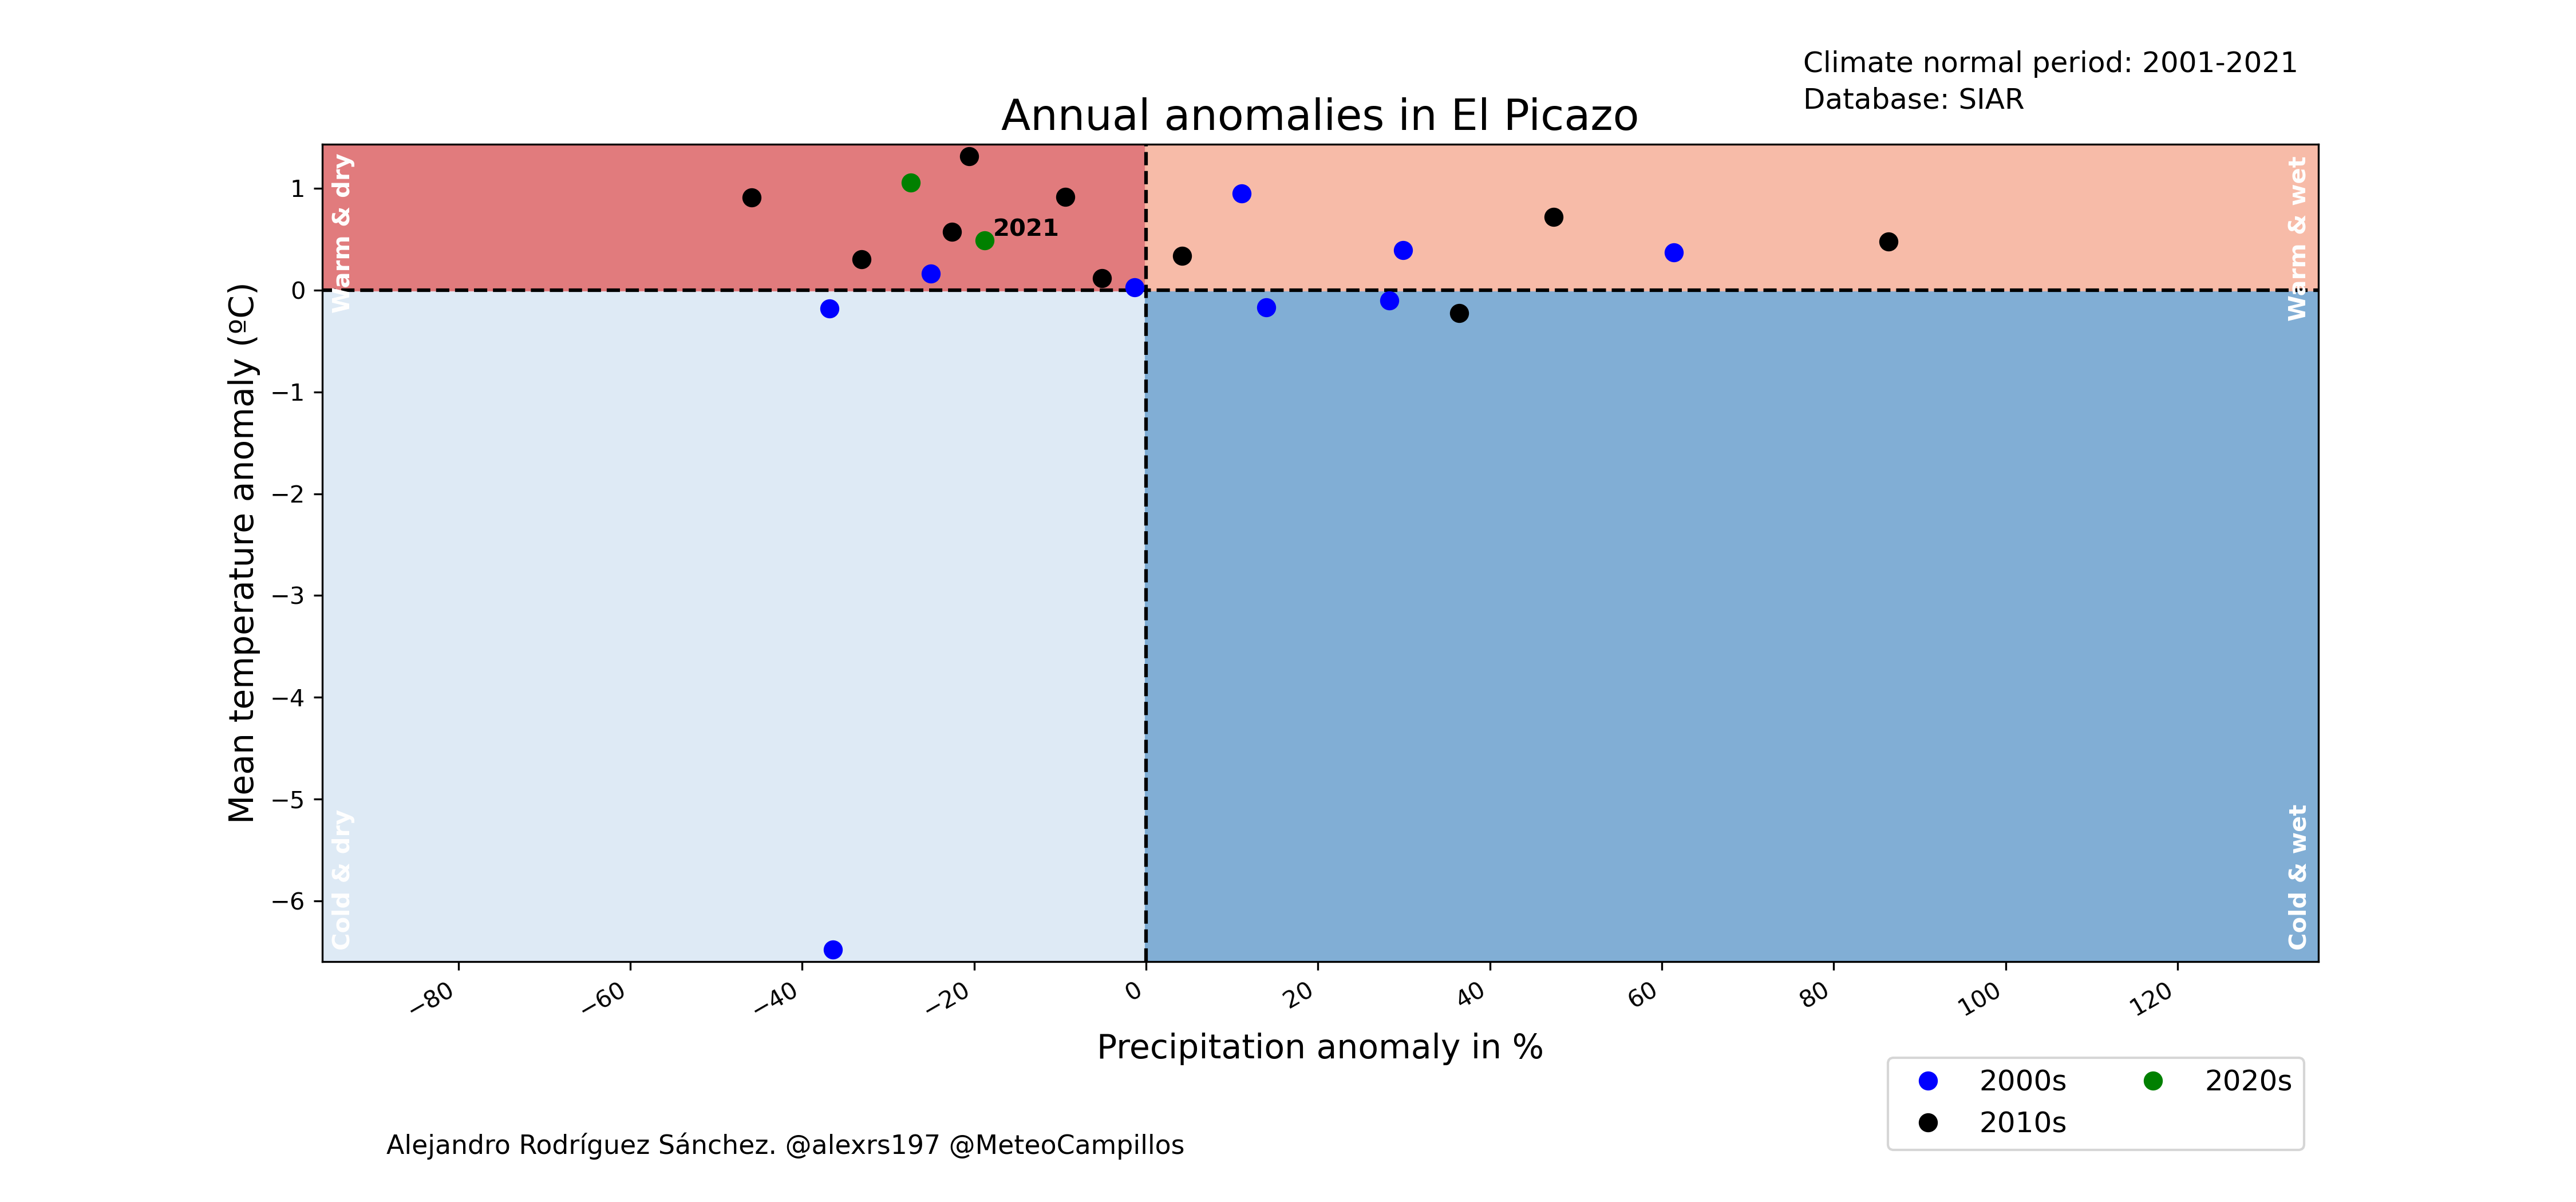 Climate normal period: 2001-2021
Database: SIAR
Annual anomalies in El Picazo
Warm & dry
Warm & wet
2021
Cold & dry
Cold & wet
Mean temperature anomaly (ºC)
1
0
−1
−2
−3
−4
−5
−6
−80
−60
−40
−20
0
20
40
60
80
100
120
Precipitation anomaly in %
2000s
2010s
2020s
Alejandro Rodríguez Sánchez. @alexrs197 @MeteoCampillos